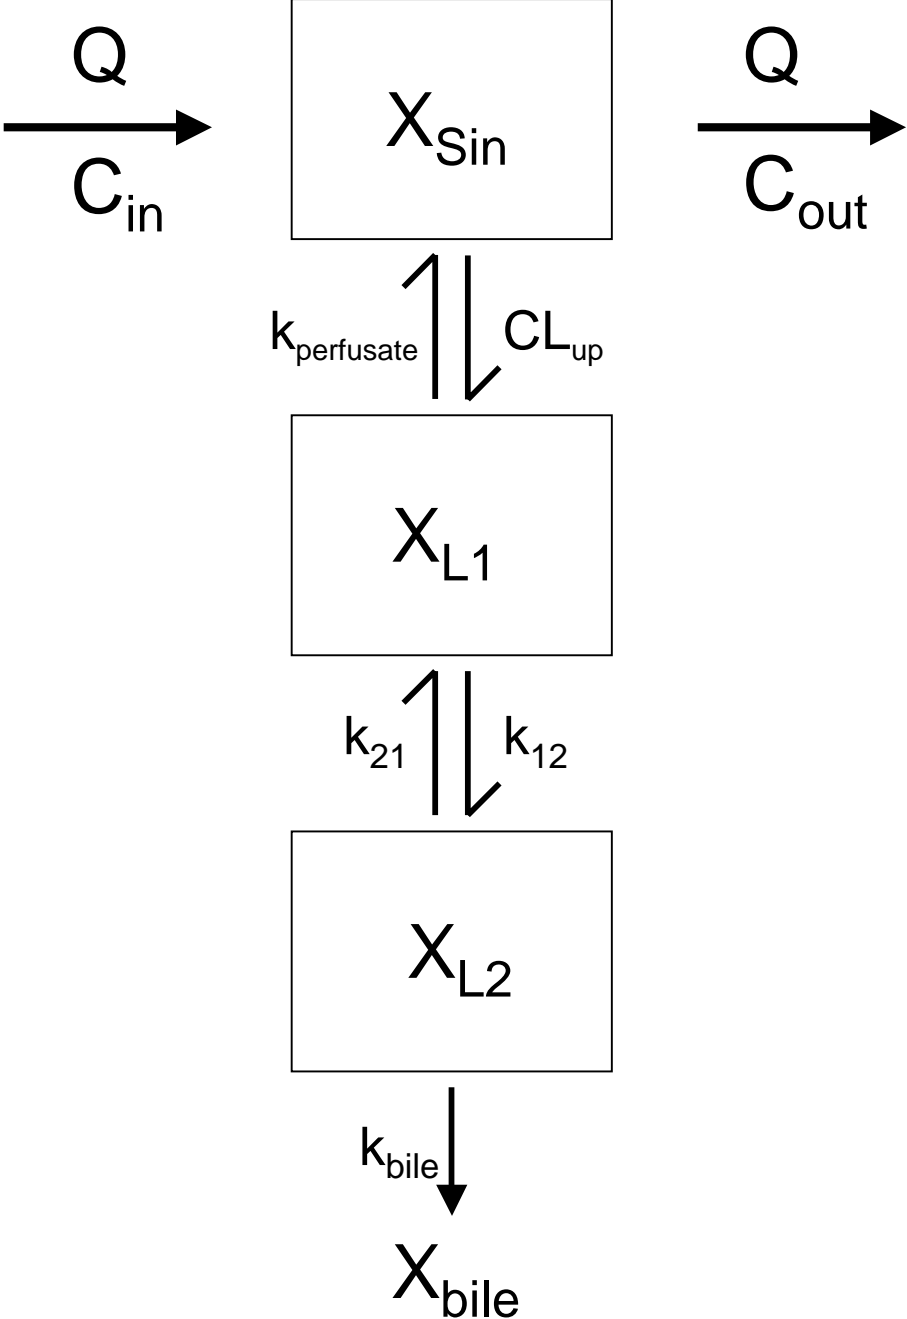 Q Q
X_Sin
C_in C_out
k_perfusate CL_up
X_L1
k_21 k_12
X_L2
k_bile
X_bile